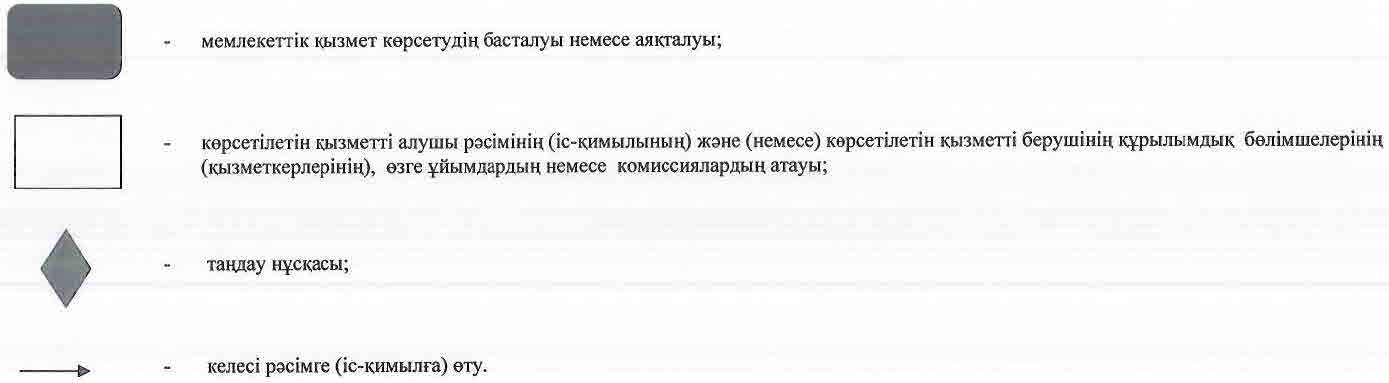 - мемлекеттік қызмет көрсетудің басталуы немесе аяқталуы;
- көрсетілетін қызметті алушы рәсімінің (іс-қимылының) және (немесе) көрсетілетін қызметті берушінің құрылымдық бөлімшелерінің
(қызметкерлерінің), өзге ұйымдардың немесе комиссиялардың атауы;
- таңдау нұсқасы;
- келесі рәсімге (іс-қимылға) өту.